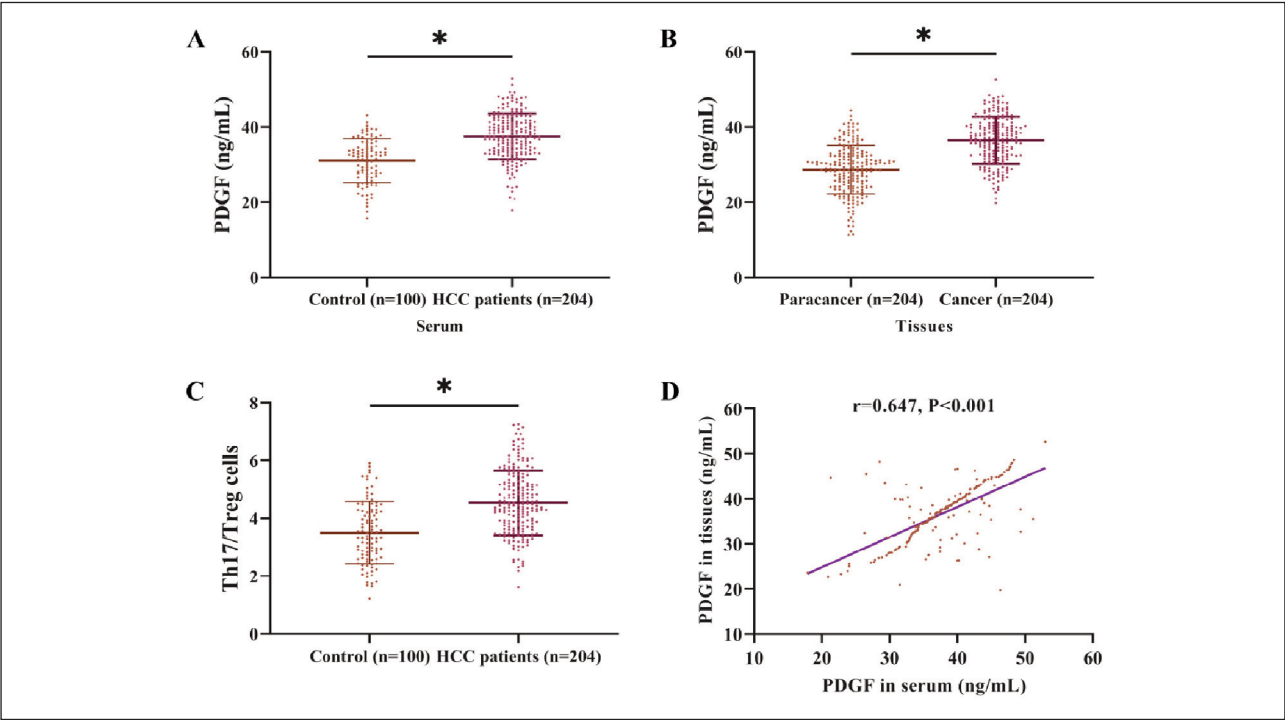 A
*
PDGF (ng/mL)
60
40
20
0
Control (n=100) HCC patients (n=204)
Serum
B
*
PDGF (ng/mL)
60
40
20
0
Paracancer (n=204) Cancer (n=204)
Tissues
C
*
Th17/Treg cells
8
6
4
2
0
Control (n=100) HCC patients (n=204)
D
r=0.647, P<0.001
PDGF in tissues (ng/mL)
60
50
40
30
20
10
10 20 30 40 50 60
PDGF in serum (ng/mL)